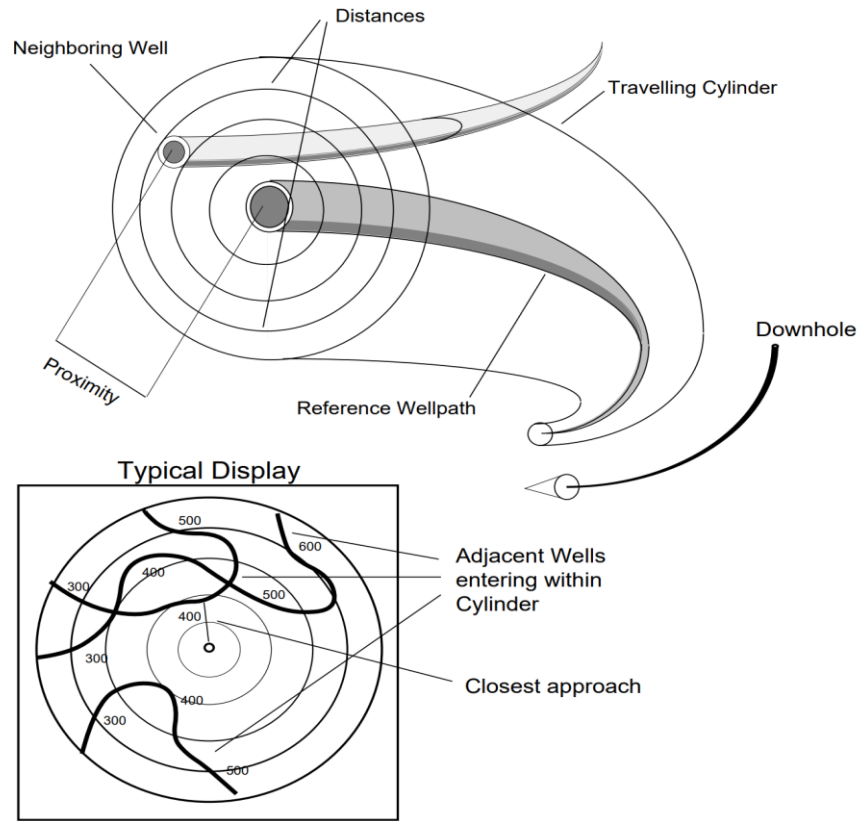 Distances
Neighboring Well
Travelling Cylinder
Downhole
Proximity
Reference Wellpath
Typical Display
500
600
400
300
500
400
300
400
300
500
Adjacent Wells
entering within
Cylinder
Closest approach